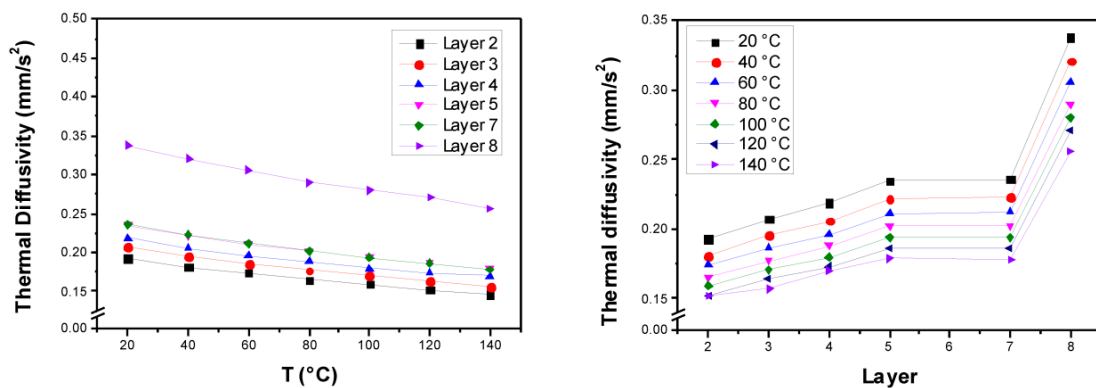 Thermal Diffusivity (mm/s²)
0.50
0.45
0.40
0.35
0.30
0.25
0.20
0.15
0.00
Layer 2
Layer 3
Layer 4
Layer 5
Layer 7
Layer 8
20 40 60 80 100 120 140
T (°C)
Thermal diffusivity (mm/s²)
0.35
0.30
0.25
0.20
0.15
0.00
20 °C
40 °C
60 °C
80 °C
100 °C
120 °C
140 °C
2 3 4 5 6 7 8
Layer